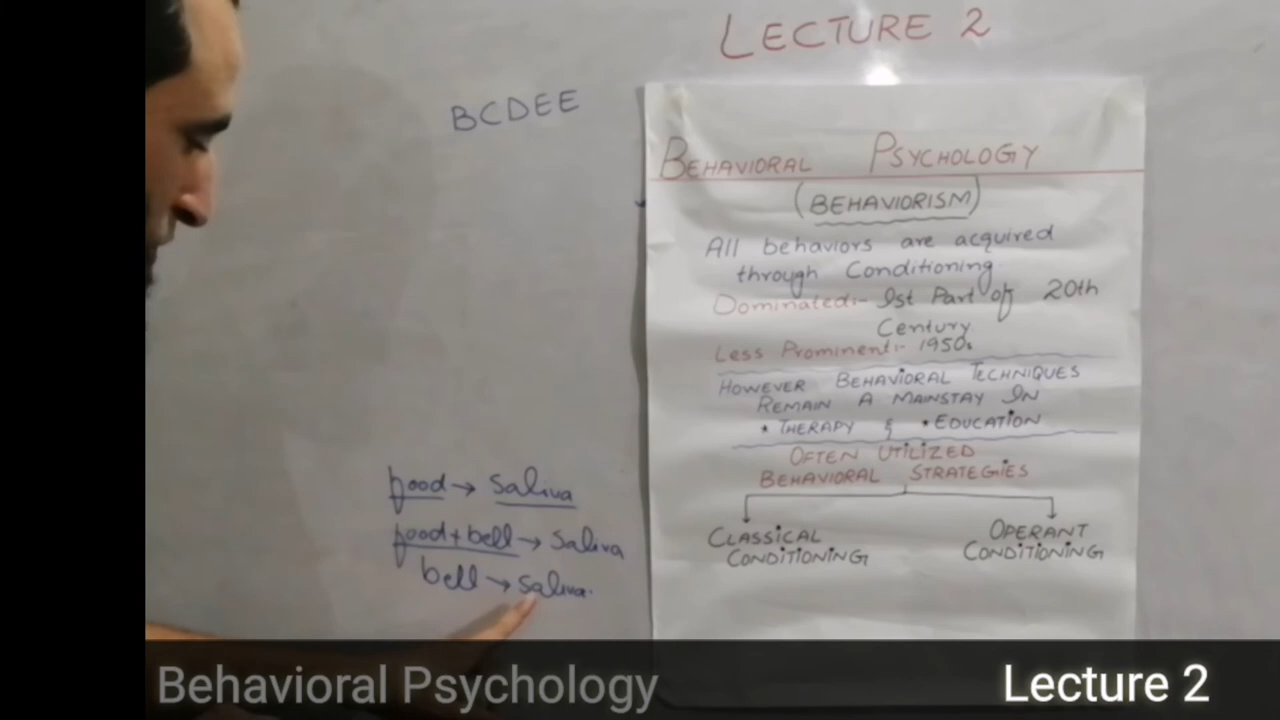 LECTURE 2
BCDEE
BEHAVIORAL PSYCHOLOGY
(BEHAVIORISM)
All behaviors are acquired
through Conditioning
Dominated:- Ist Part of 20th
Century
Less Prominent:- 1950s
HOWEVER BEHAVIORAL TECHNIQUES
REMAIN A MAINSTAY IN
* THERAPY & * EDUCATION
OFTEN UTILIZED
BEHAVIORAL STRATEGIES
CLASSICAL
CONDITIONING
OPERANT
CONDITIONING
food → Saliva
food + bell → Saliva
bell → Saliva.
Behavioral Psychology
Lecture 2